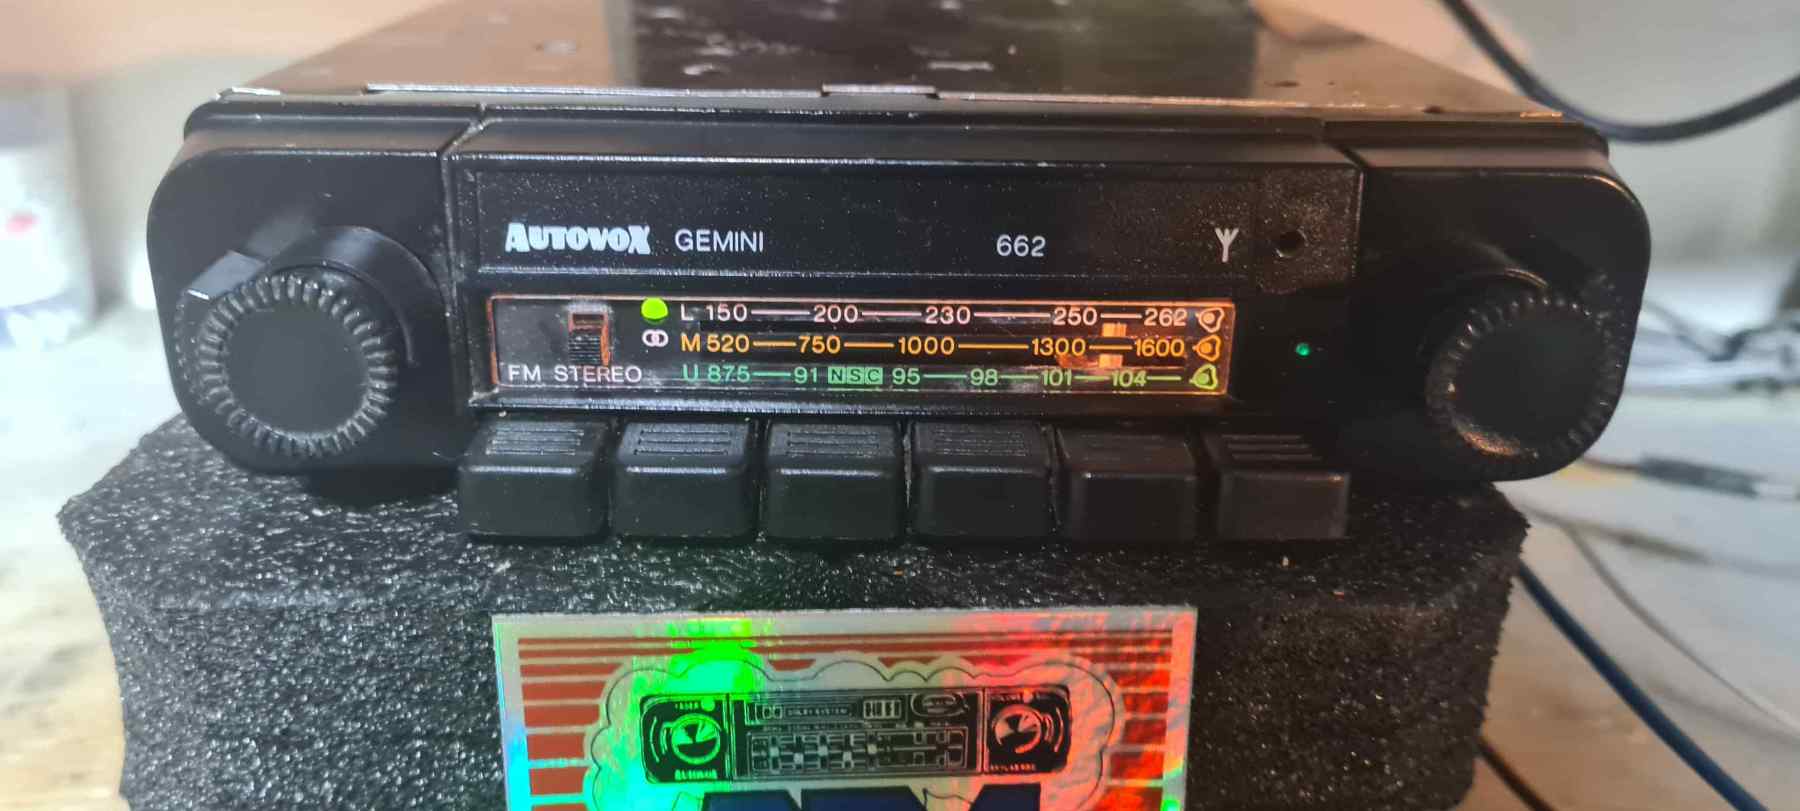 AUTOVOX GEMINI 662
L 150 200 230 250 262
M 520 750 1000 1300 1600
FM STEREO U 87.5 91 NSC 95 98 101 104
AUTOVOX